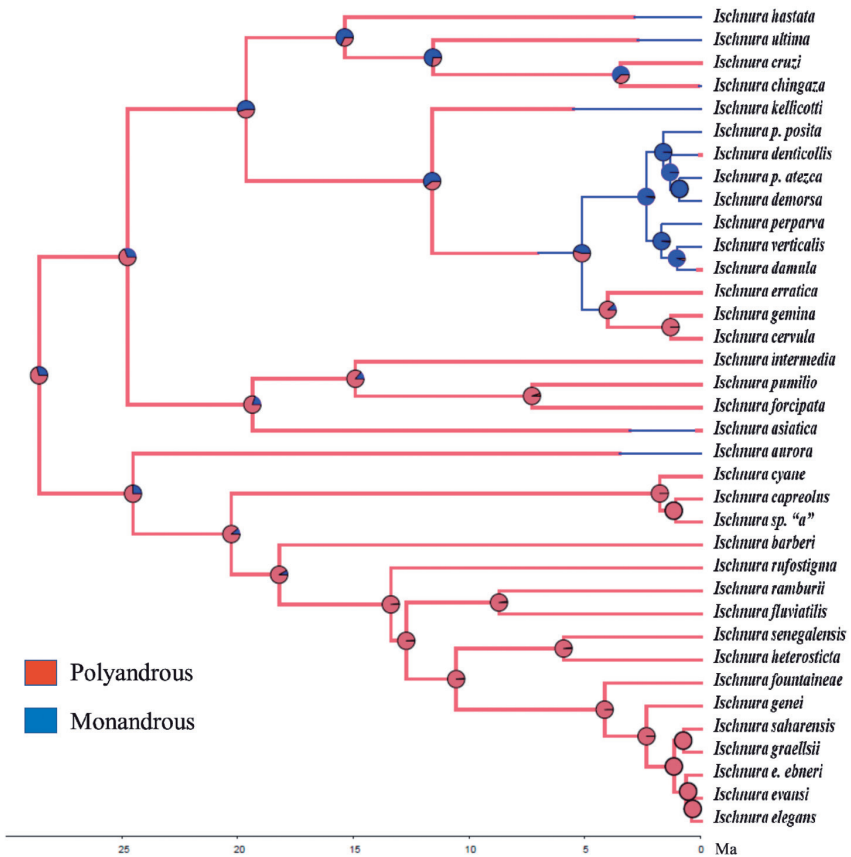 Ischnura hastata
Ischnura ultima
Ischnura cruzi
Ischnura chingaza
Ischnura kellicotti
Ischnura p. posita
Ischnura denticollis
Ischnura p. atezca
Ischnura demorsa
Ischnura perparva
Ischnura verticalis
Ischnura damula
Ischnura erratica
Ischnura gemina
Ischnura cervula
Ischnura intermedia
Ischnura pumilio
Ischnura forcipata
Ischnura asiatica
Ischnura aurora
Ischnura cyane
Ischnura capreolus
Ischnura sp. "a"
Ischnura barberi
Ischnura rufostigma
Ischnura ramburii
Ischnura fluviatilis
Ischnura senegalensis
Ischnura heterosticta
Ischnura fountaineae
Ischnura genei
Ischnura saharensis
Ischnura graellsii
Ischnura e. ebneri
Ischnura evansi
Ischnura elegans
Polyandrous
Monandrous
25 20 15 10 5 0 Ma